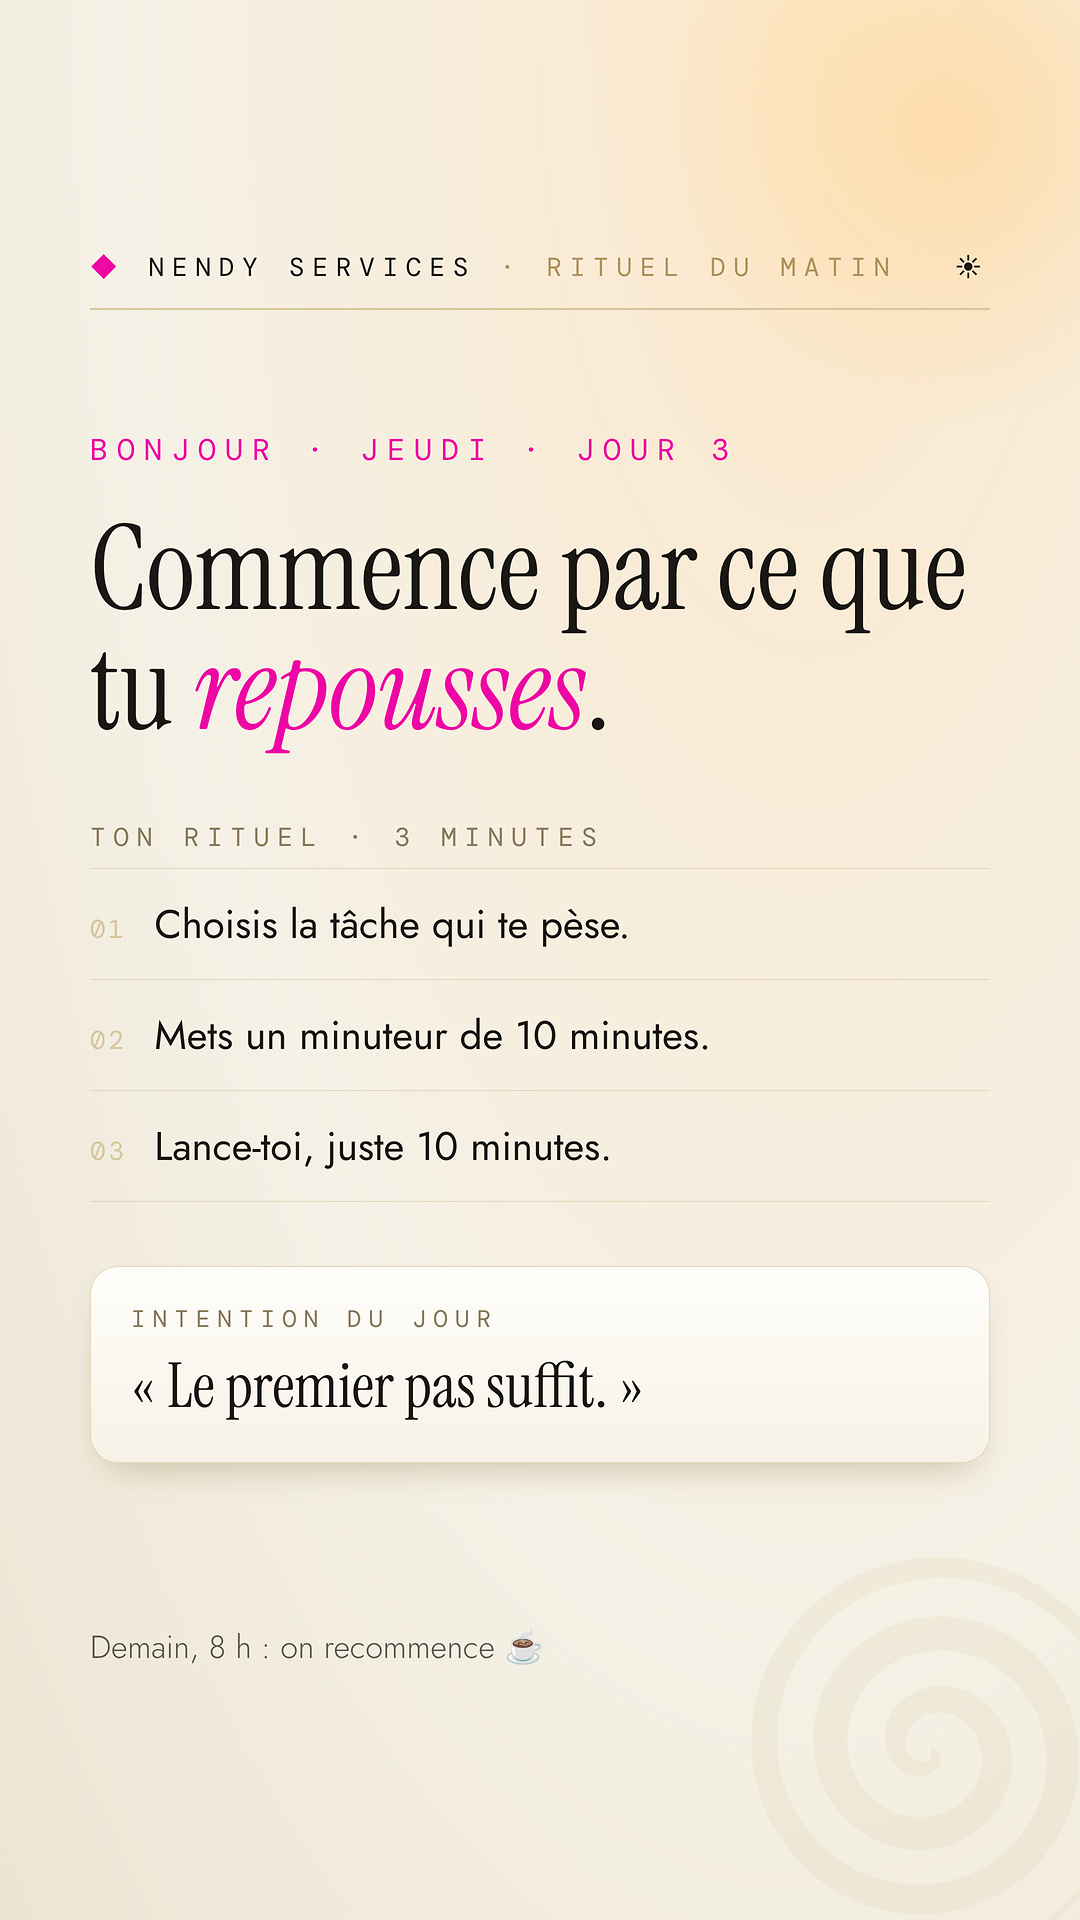 ◆ NENDY SERVICES · RITUEL DU MATIN ☀
BONJOUR · JEUDI · JOUR 3
Commence par ce que
tu repousses.
TON RITUEL · 3 MINUTES
01 Choisis la tâche qui te pèse.
02 Mets un minuteur de 10 minutes.
03 Lance-toi, juste 10 minutes.
INTENTION DU JOUR
« Le premier pas suffit. »
Demain, 8 h : on recommence ☕